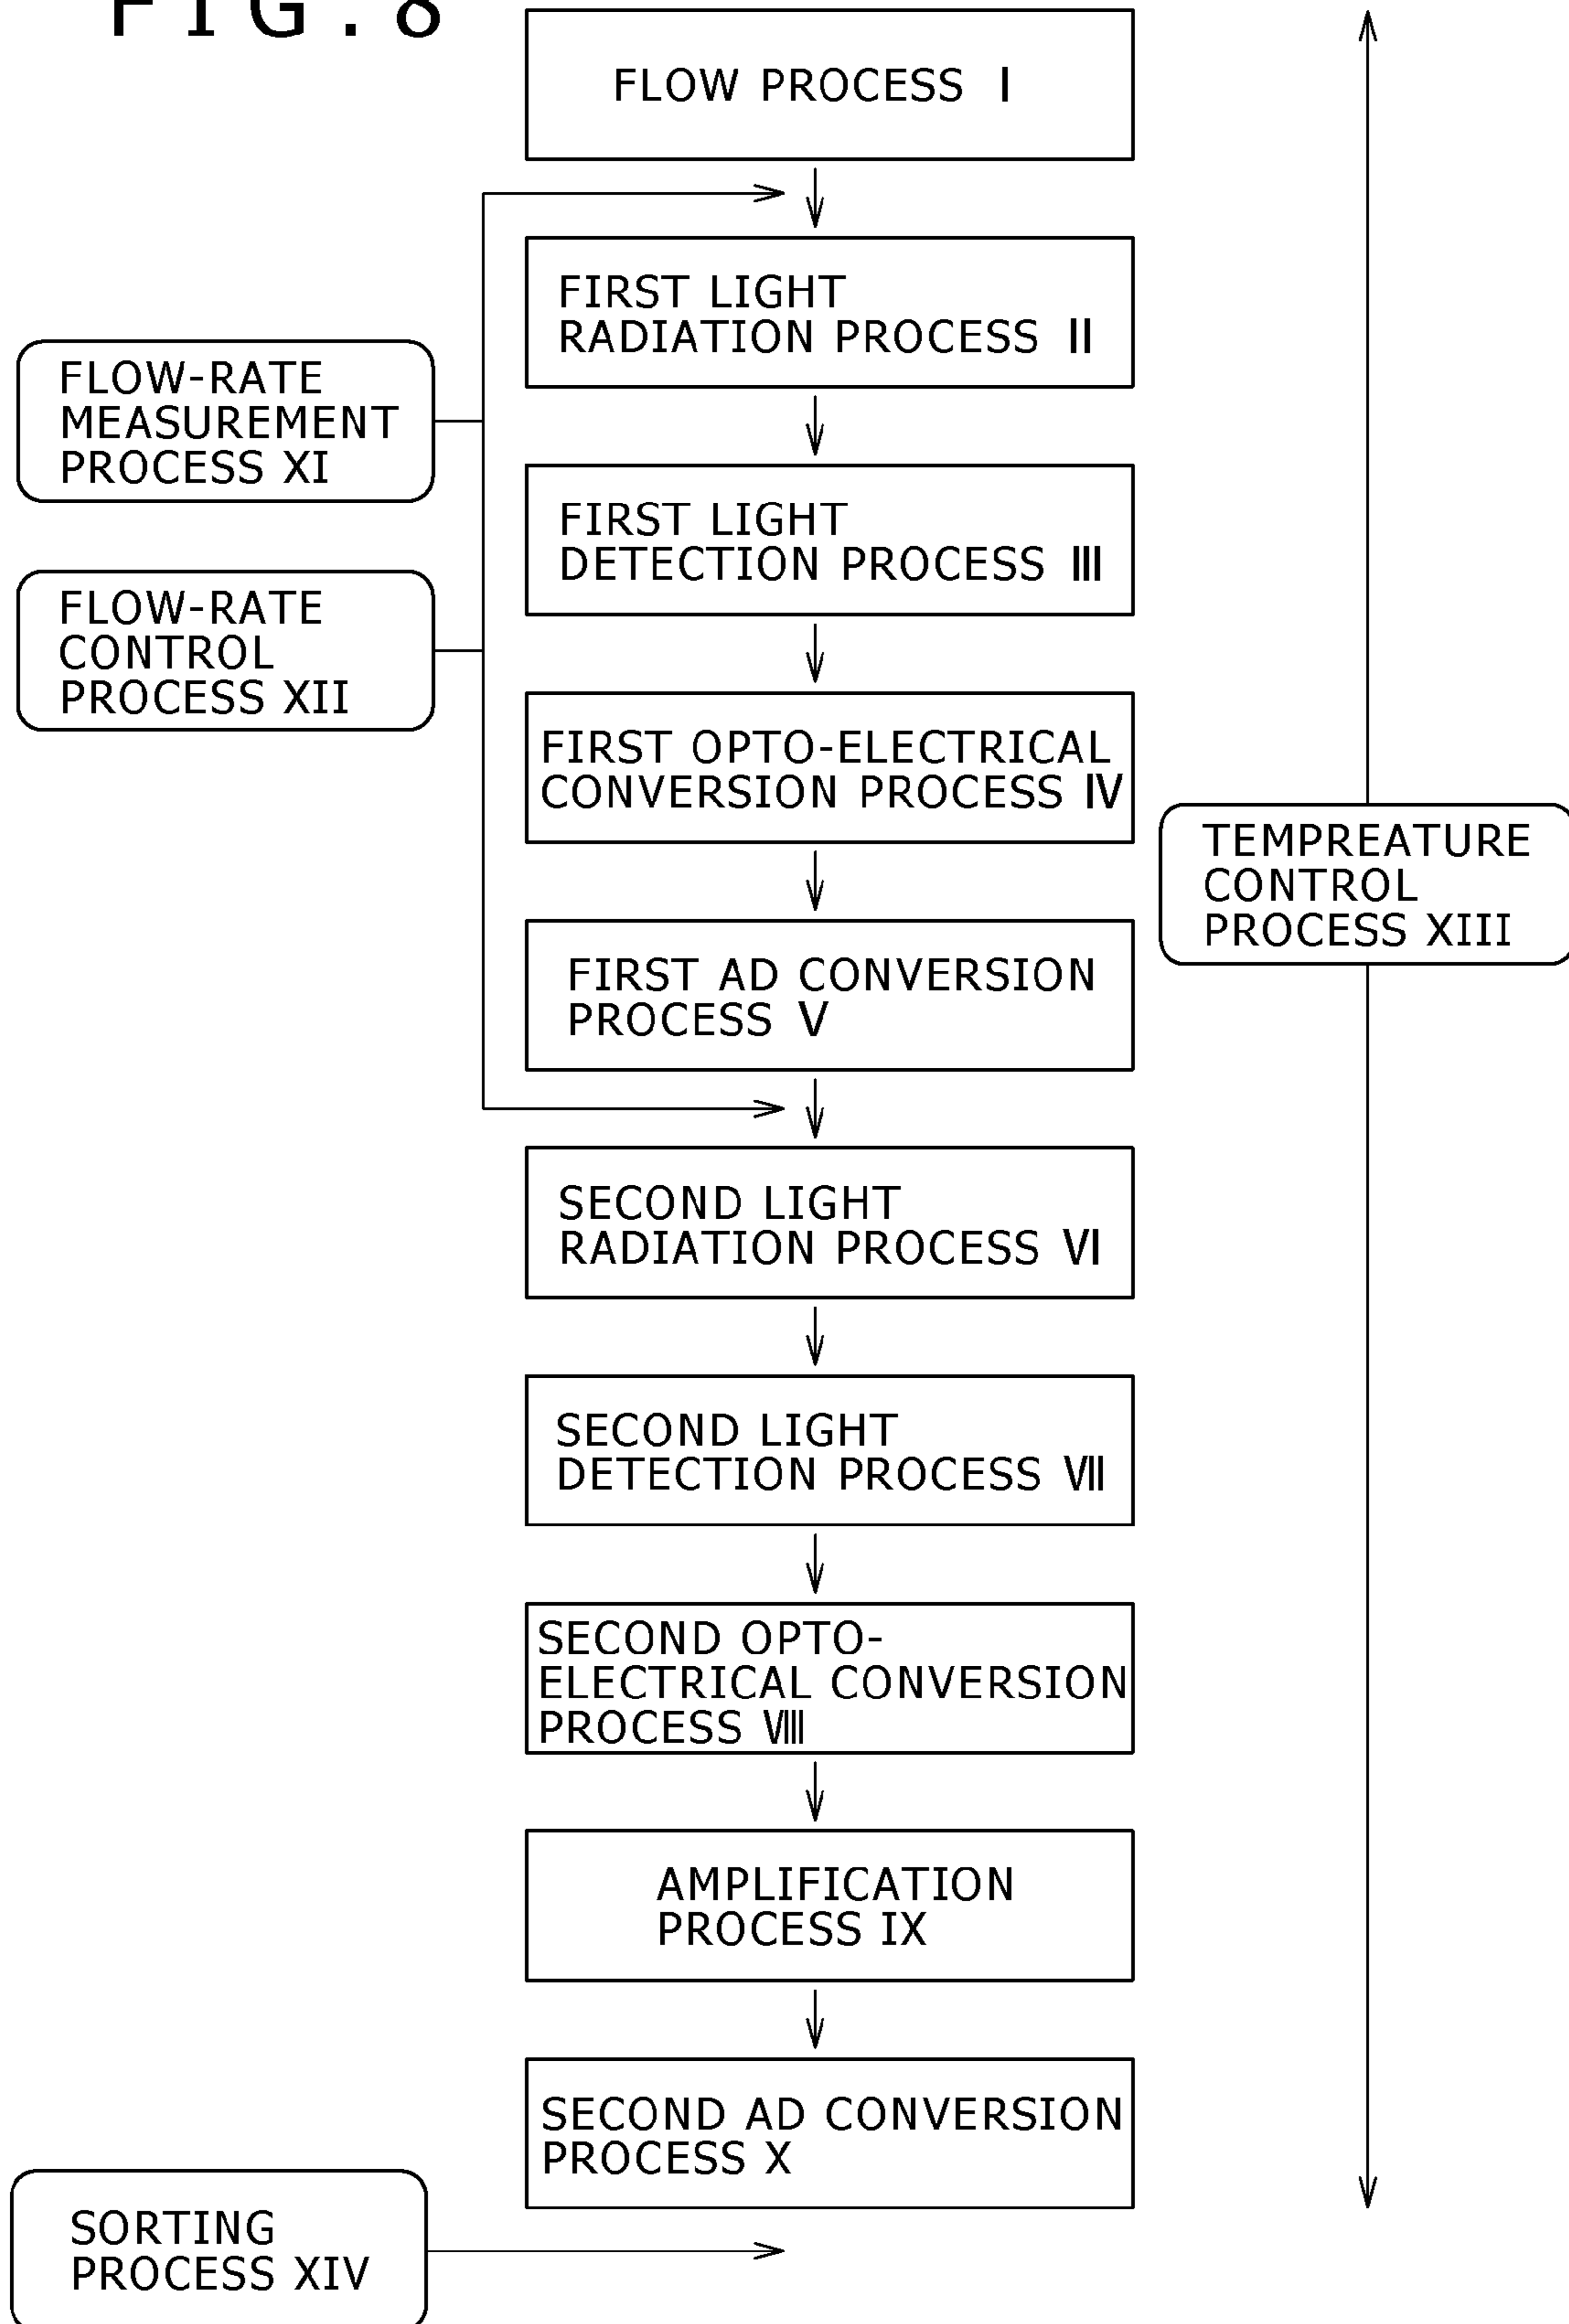 FIG.8
FLOW PROCESS I
FIRST LIGHT
RADIATION PROCESS II
FLOW-RATE
MEASUREMENT
PROCESS XI
FIRST LIGHT
DETECTION PROCESS III
FLOW-RATE
CONTROL
PROCESS XII
FIRST OPTO-ELECTRICAL
CONVERSION PROCESS IV
TEMPREATURE
CONTROL
PROCESS XIII
FIRST AD CONVERSION
PROCESS V
SECOND LIGHT
RADIATION PROCESS VI
SECOND LIGHT
DETECTION PROCESS VII
SECOND OPTO-
ELECTRICAL CONVERSION
PROCESS VIII
AMPLIFICATION
PROCESS IX
SECOND AD CONVERSION
PROCESS X
SORTING
PROCESS XIV